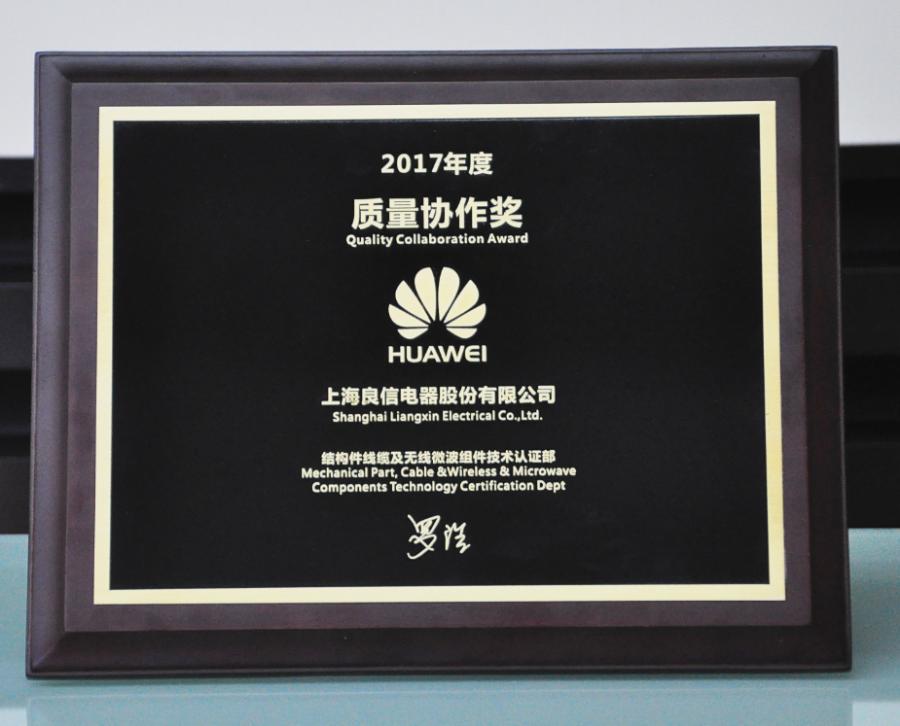 2017年度
质量协作奖
Quality Collaboration Award
HUAWEI
上海良信电器股份有限公司
Shanghai Liangxin Electrical Co.,Ltd.
结构件线缆及无线微波组件技术认证部
Mechanical Part, Cable &Wireless & Microwave
Components Technology Certification Dept